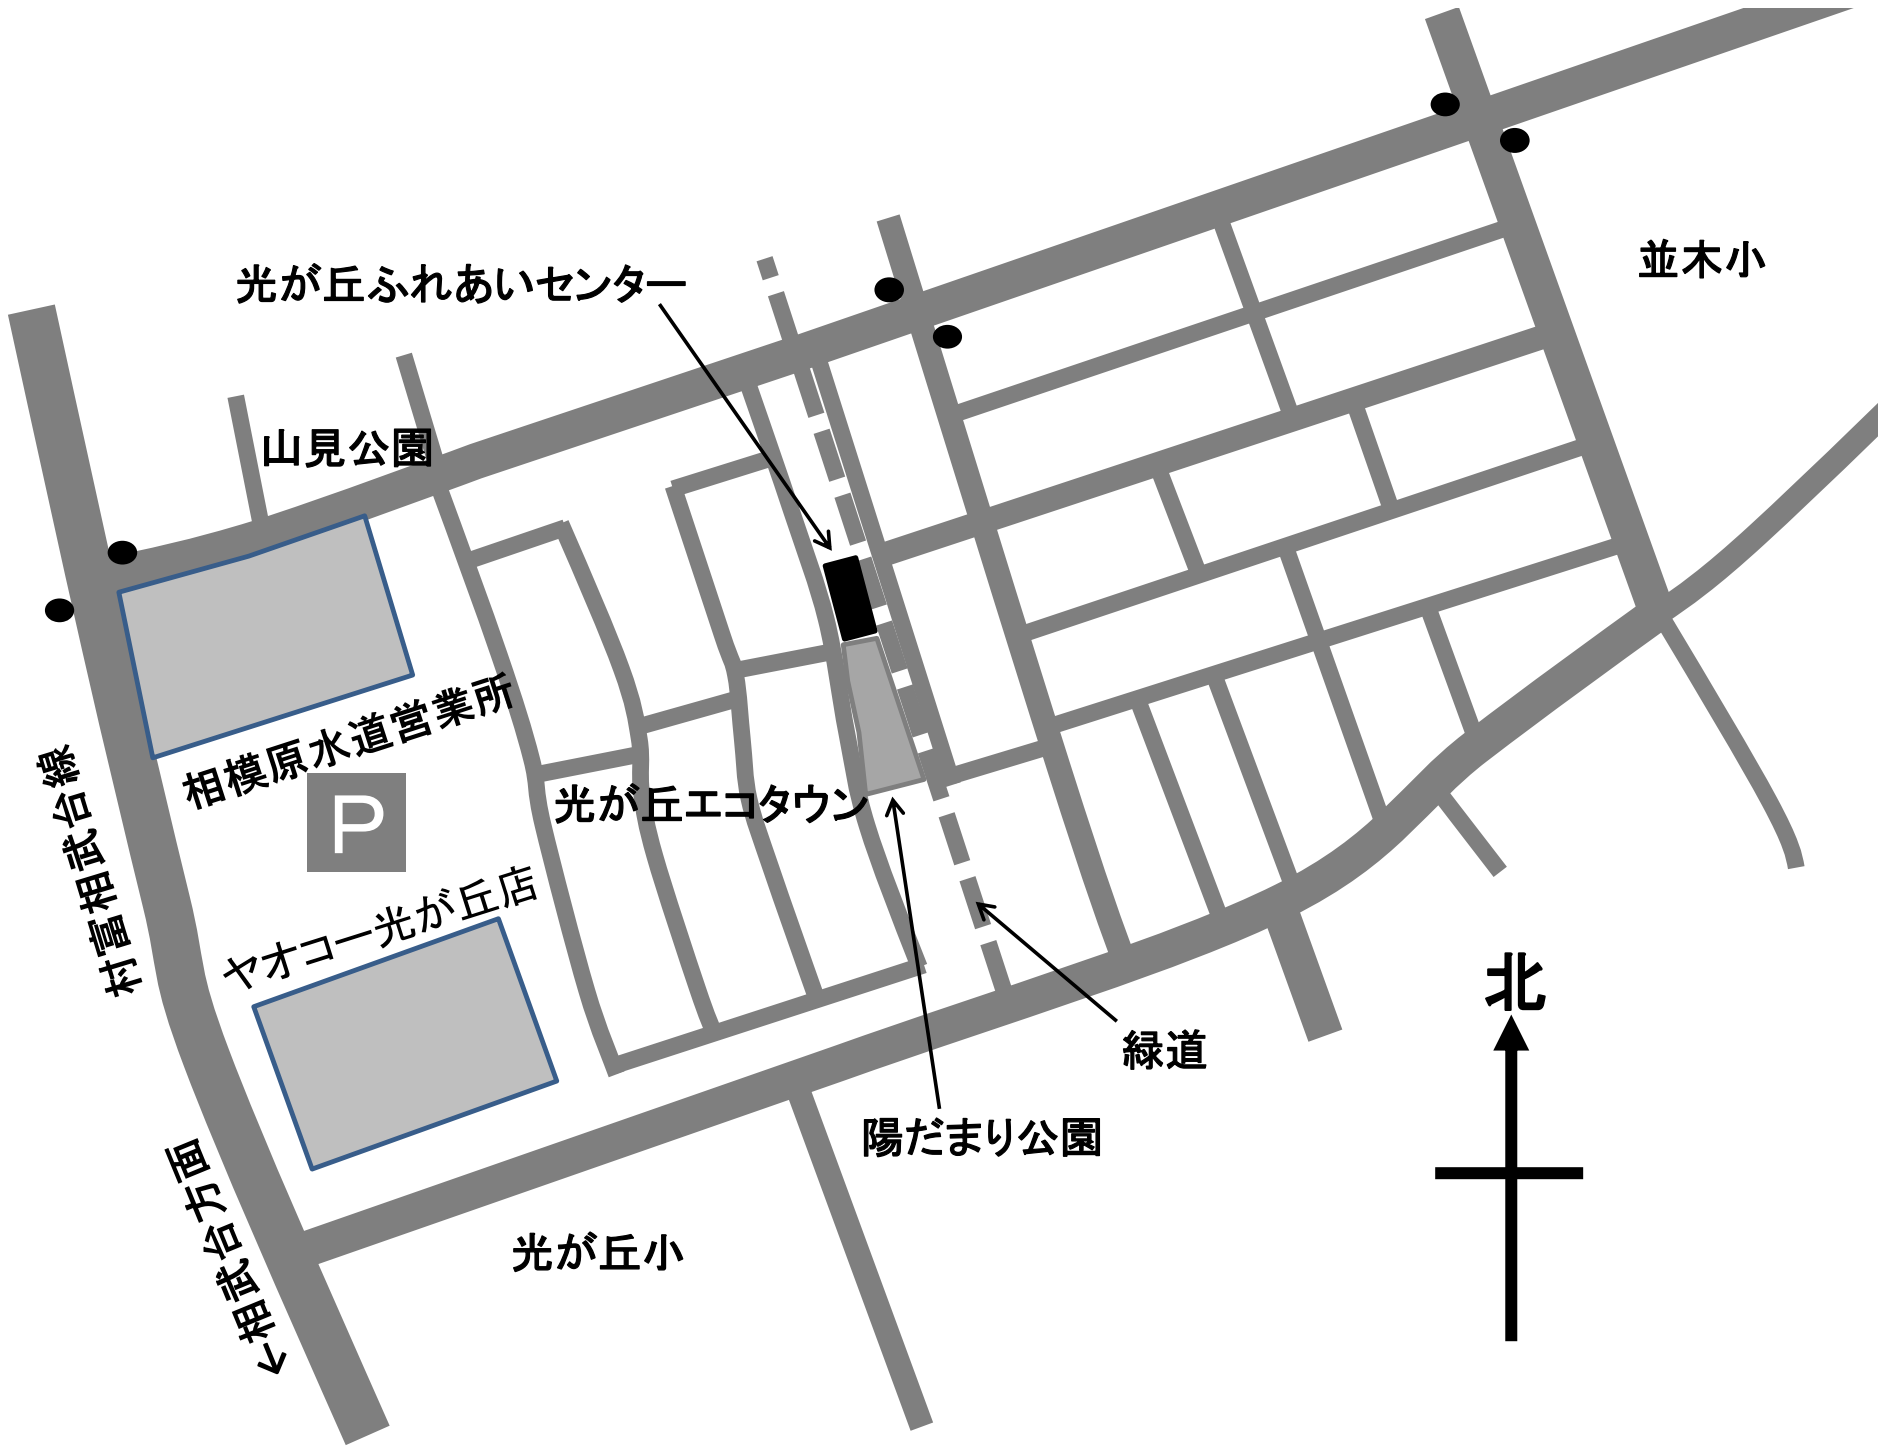 並木小
光が丘ふれあいセンター
山見公園
相模原水道営業所
村富相武台線
P
光が丘エコタウン
ヤオコー光が丘店
北
緑道
陽だまり公園
←相武台方面
光が丘小